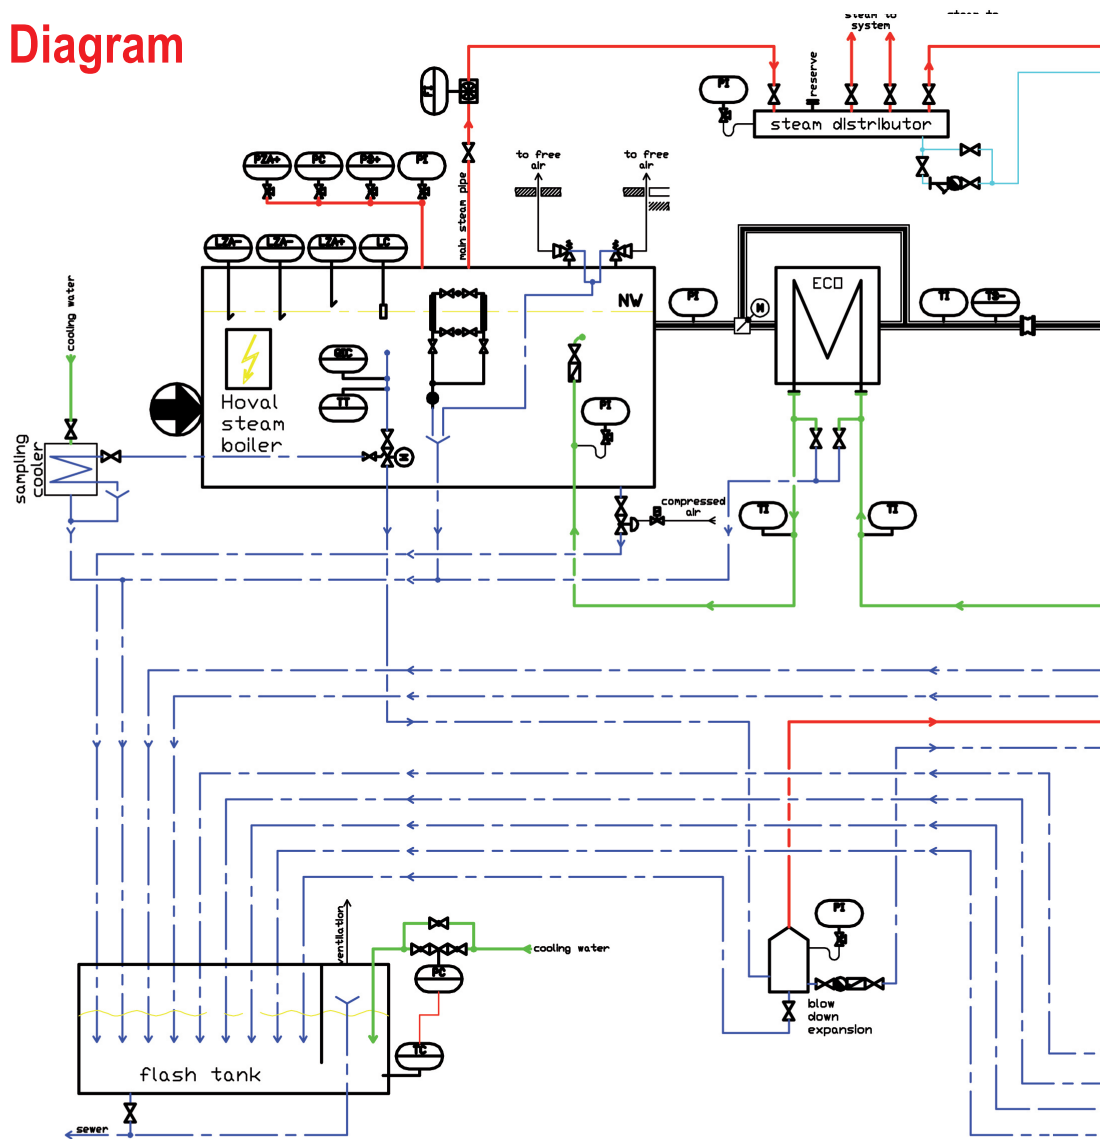 Diagram
steam to
system
PI
reserve
steam distributor
FI
PZA+
PC
PS+
PI
main steam pipe
to free
air
to free
air
LZA-
LZA-
LZA+
LC
cooling water
NW
PI
M
ECO
TI
TS-
QIC
TI
Hoval
steam
boiler
PI
M
sampling
cooler
compressed
air
TI
TI
ventilation
cooling water
PC
TC
PI
blow
down
expansion
flash tank
sewer